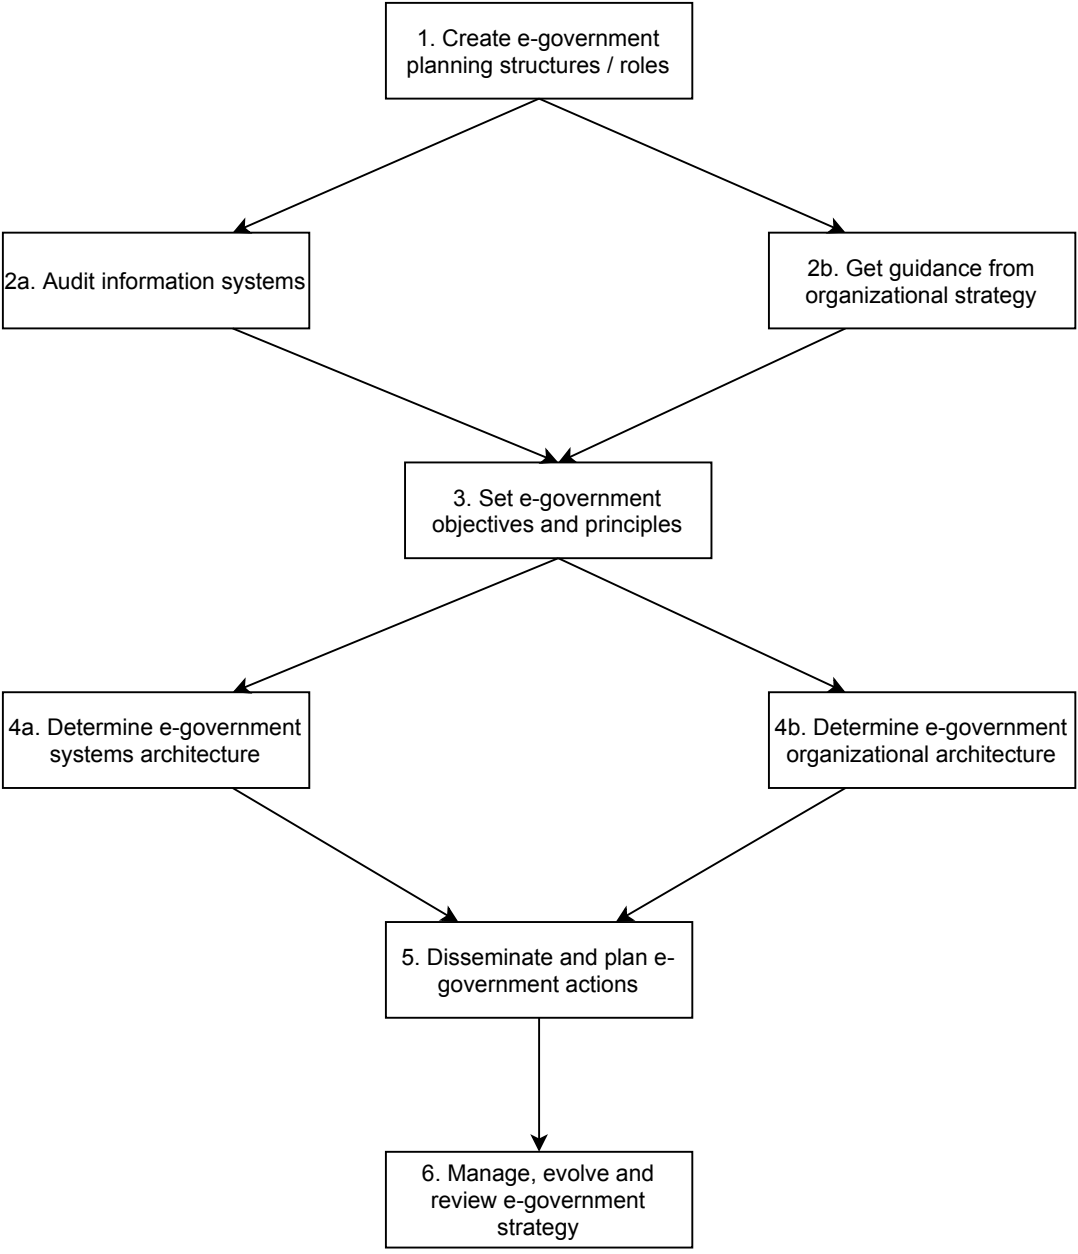 1. Create e-government
planning structures / roles
2a. Audit information systems
2b. Get guidance from
organizational strategy
3. Set e-government
objectives and principles
4a. Determine e-government
systems architecture
4b. Determine e-government
organizational architecture
5. Disseminate and plan e-
government actions
6. Manage, evolve and
review e-government
strategy